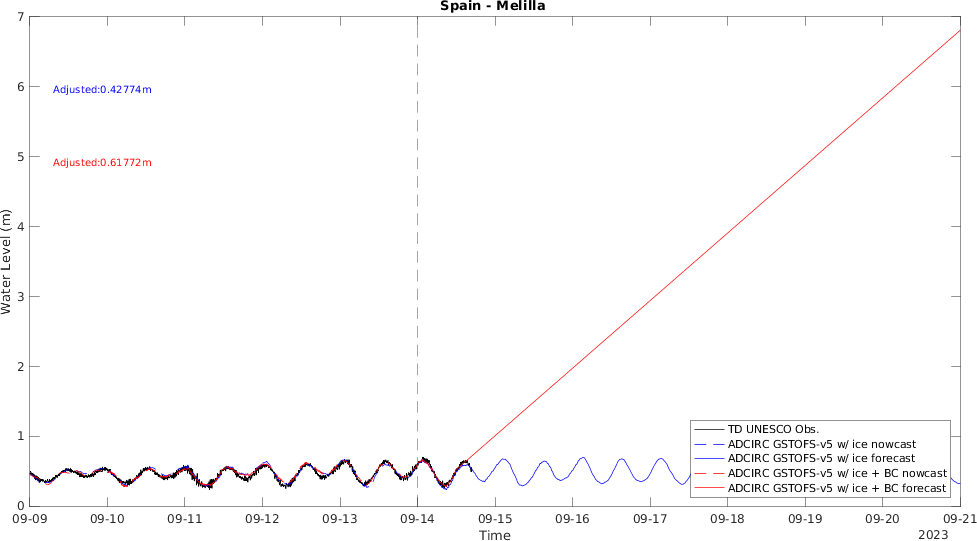 Spain - Melilla
7
6
5
4
3
2
1
0
Water Level (m)
Adjusted:0.42774m
Adjusted:0.61772m
TD UNESCO Obs.
ADCIRC GSTOFS-v5 w/ ice nowcast
ADCIRC GSTOFS-v5 w/ ice forecast
ADCIRC GSTOFS-v5 w/ ice + BC nowcast
ADCIRC GSTOFS-v5 w/ ice + BC forecast
09-09 09-10 09-11 09-12 09-13 09-14 09-15 09-16 09-17 09-18 09-19 09-20 09-21
Time
2023